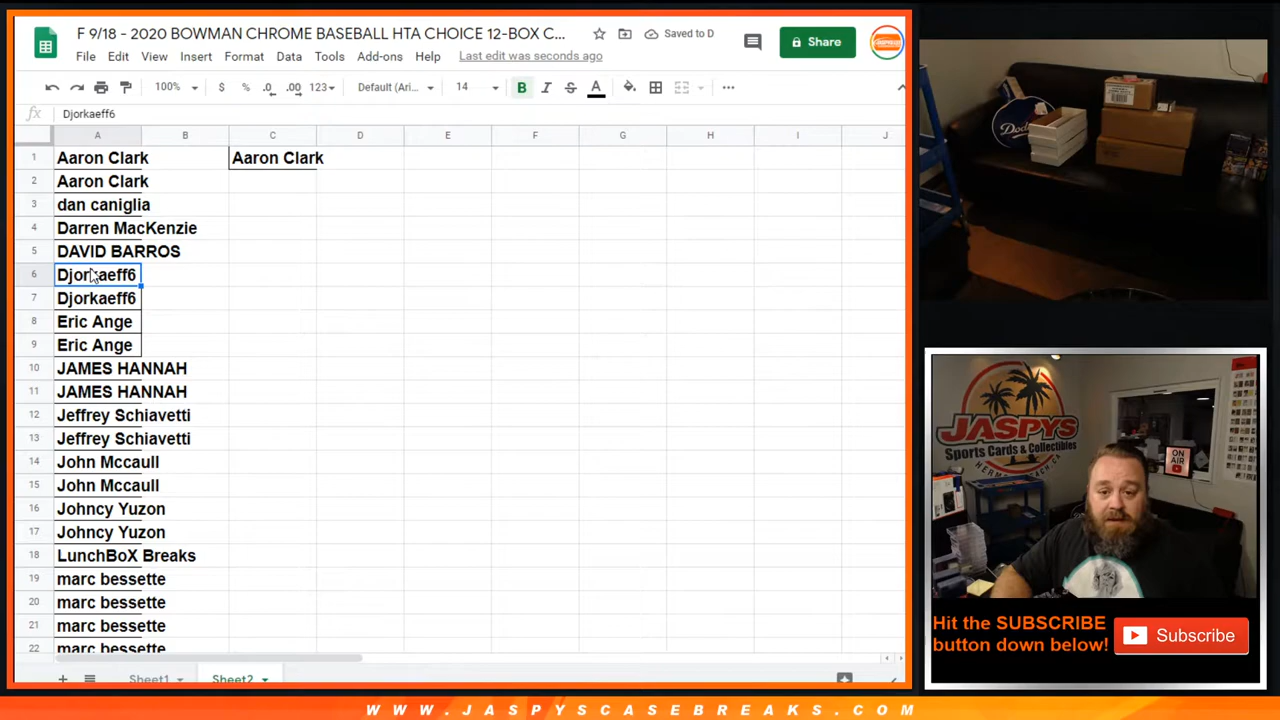 F 9/18 - 2020 BOWMAN CHROME BASEBALL HTA CHOICE 12-BOX C...
Saved to D
Share
File Edit View Insert Format Data Tools Add-ons Help Last edit was seconds ago
100% $ % .0 .00 123 Default (Ari... 14 B I S A
fx Djorkaeff6
A B C D E F G H I J
1 Aaron Clark Aaron Clark
2 Aaron Clark
3 dan caniglia
4 Darren MacKenzie
5 DAVID BARROS
6 Djorkaeff6
7 Djorkaeff6
8 Eric Ange
9 Eric Ange
10 JAMES HANNAH
11 JAMES HANNAH
12 Jeffrey Schiavetti
13 Jeffrey Schiavetti
14 John Mccaull
15 John Mccaull
16 Johncy Yuzon
17 Johncy Yuzon
18 LunchBoX Breaks
19 marc bessette
20 marc bessette
21 marc bessette
22 marc bessette
Sheet1 Sheet2
JASPYS
Sports Cards & Collectibles
ON AIR
Hit the SUBSCRIBE
button down below!
Subscribe
WWW.JASPYSCASEBREAKS.COM